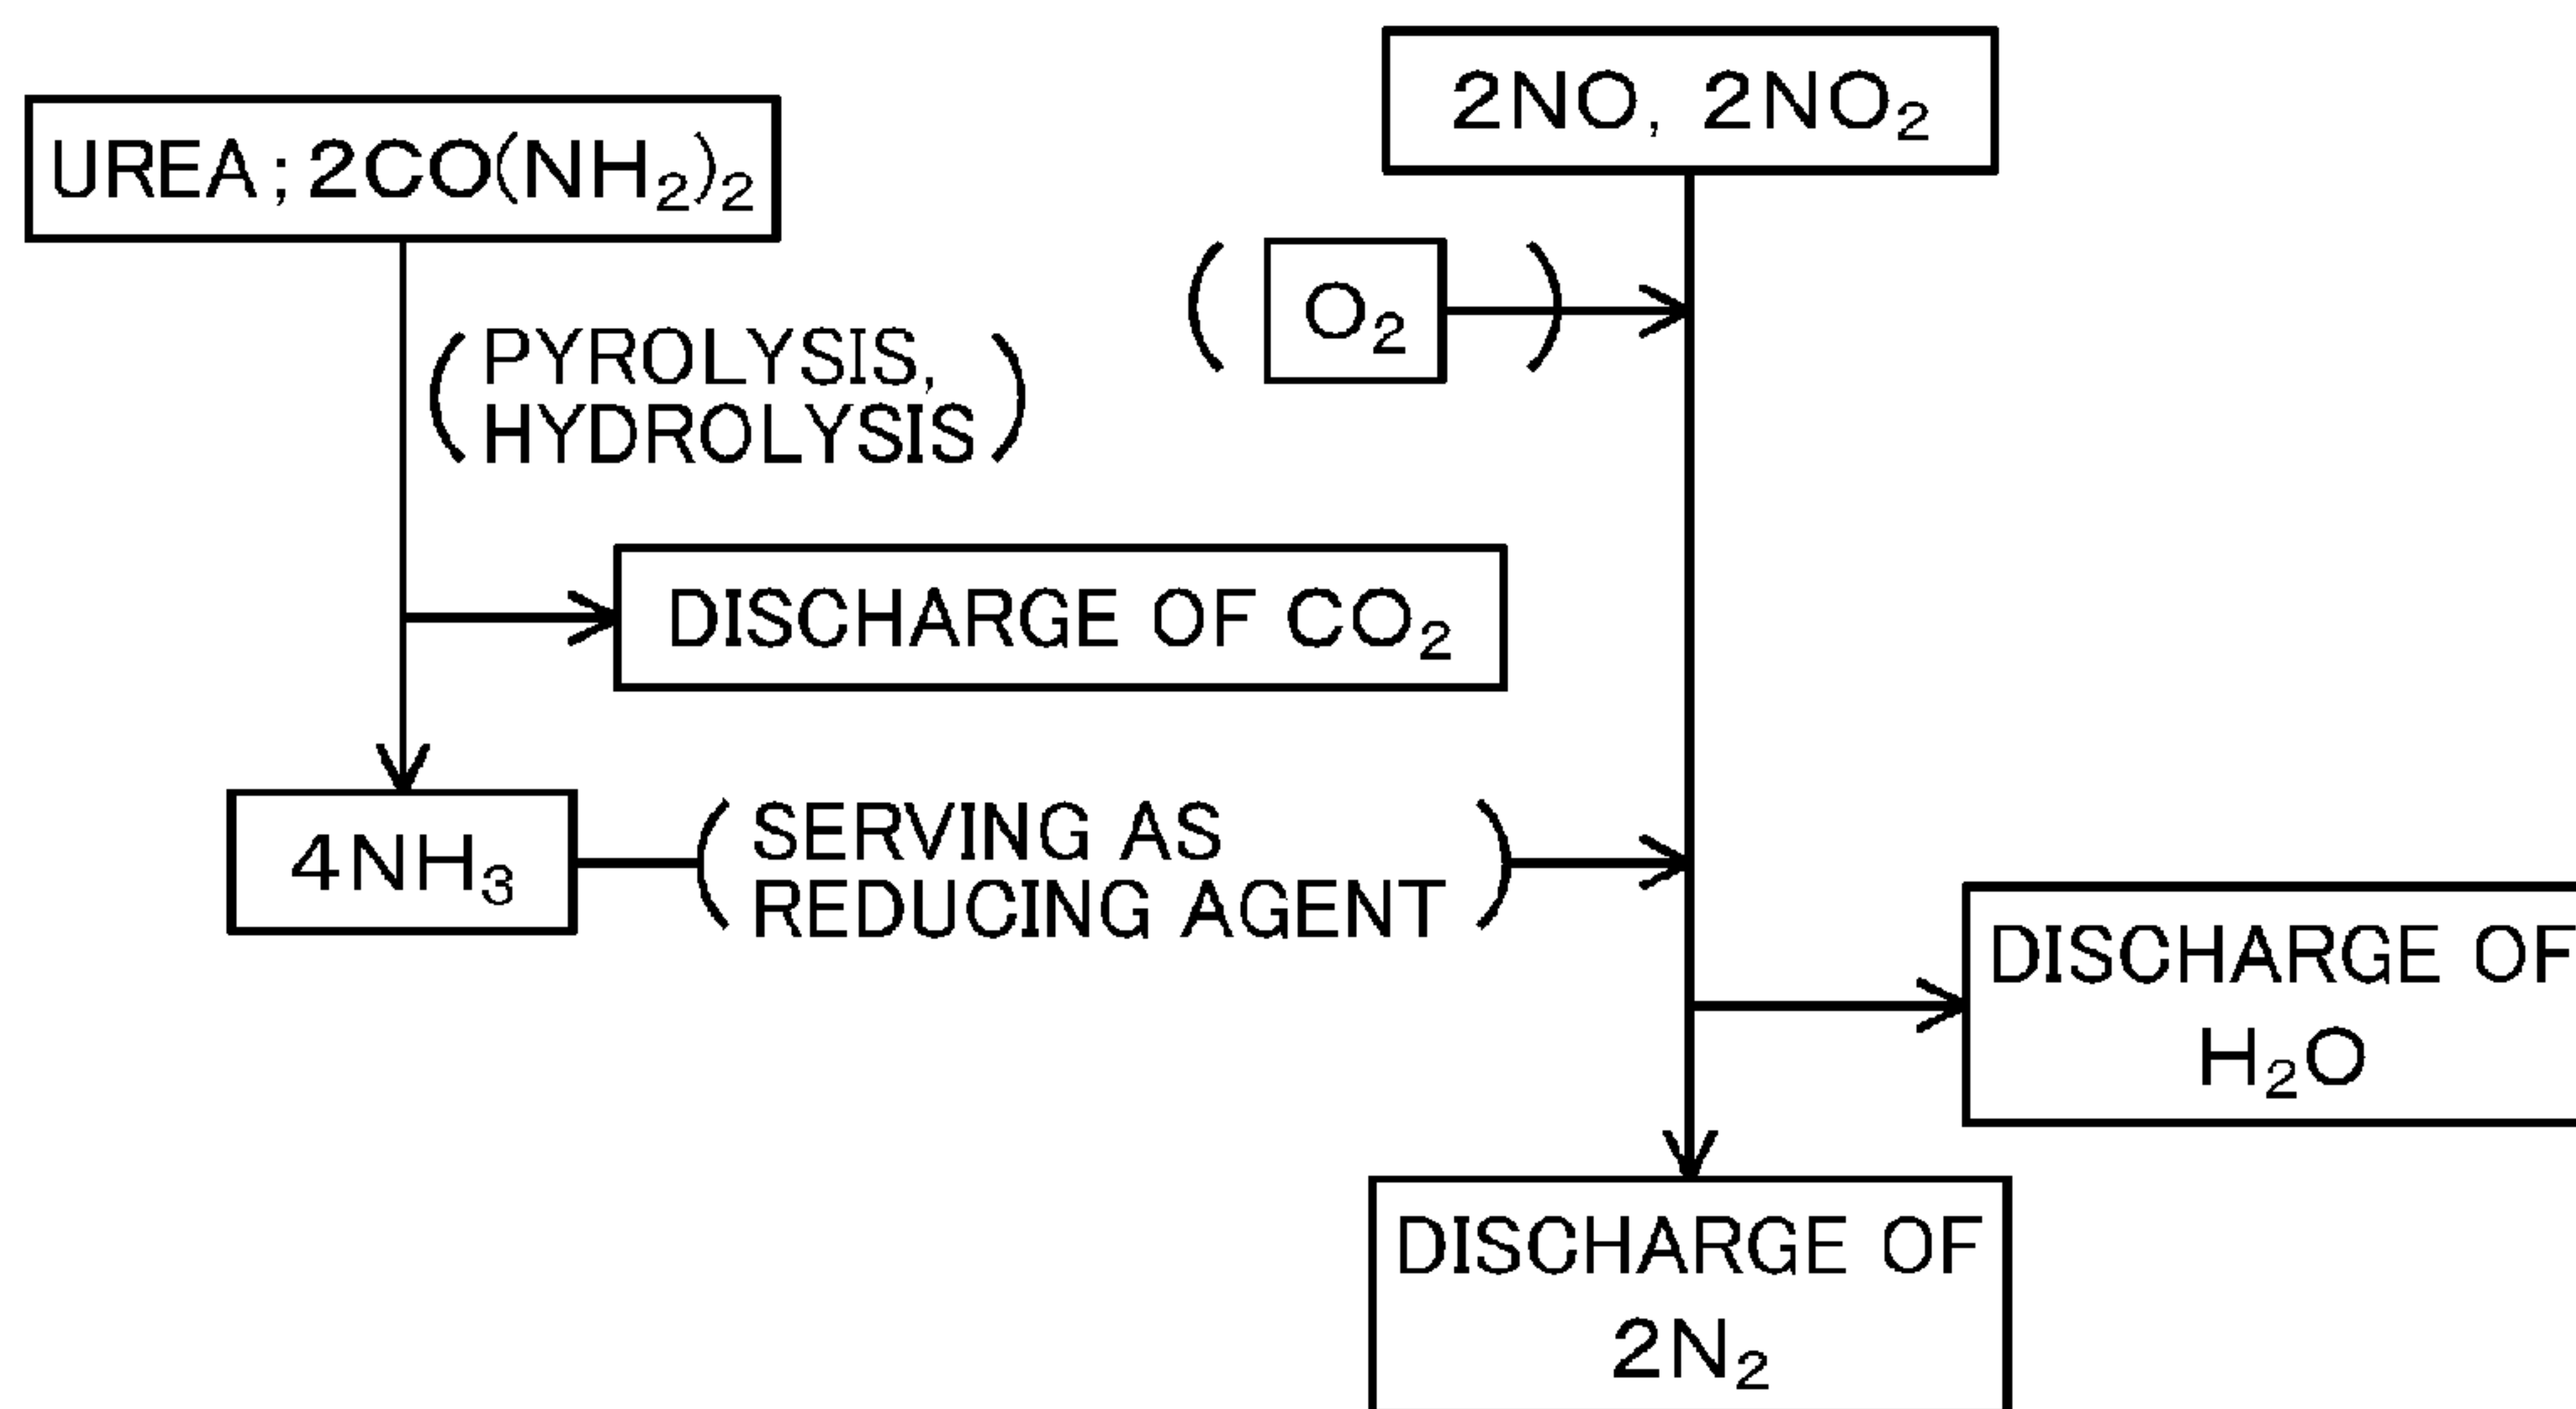 2NO, 2NO₂
UREA; 2CO(NH₂)₂
O₂
(PYROLYSIS,
HYDROLYSIS)
DISCHARGE OF CO₂
4NH₃
(SERVING AS
REDUCING AGENT)
DISCHARGE OF
H₂O
DISCHARGE OF
2N₂